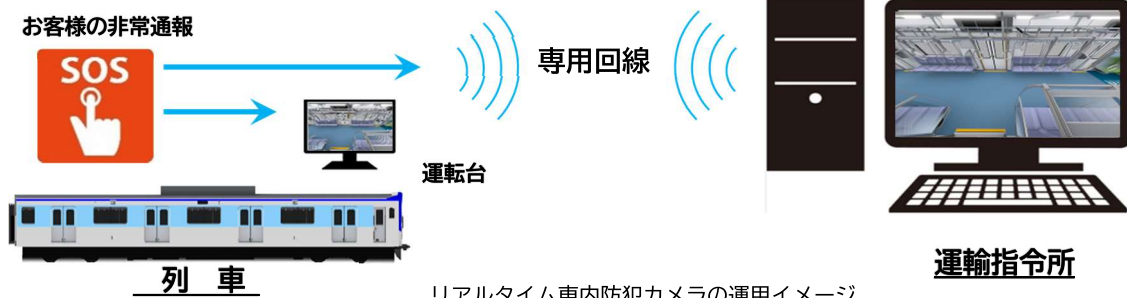 お客様の非常通報
SOS
専用回線
運転台
列　車
運輸指令所
リアルタイム車内防犯カメラの運用イメージ